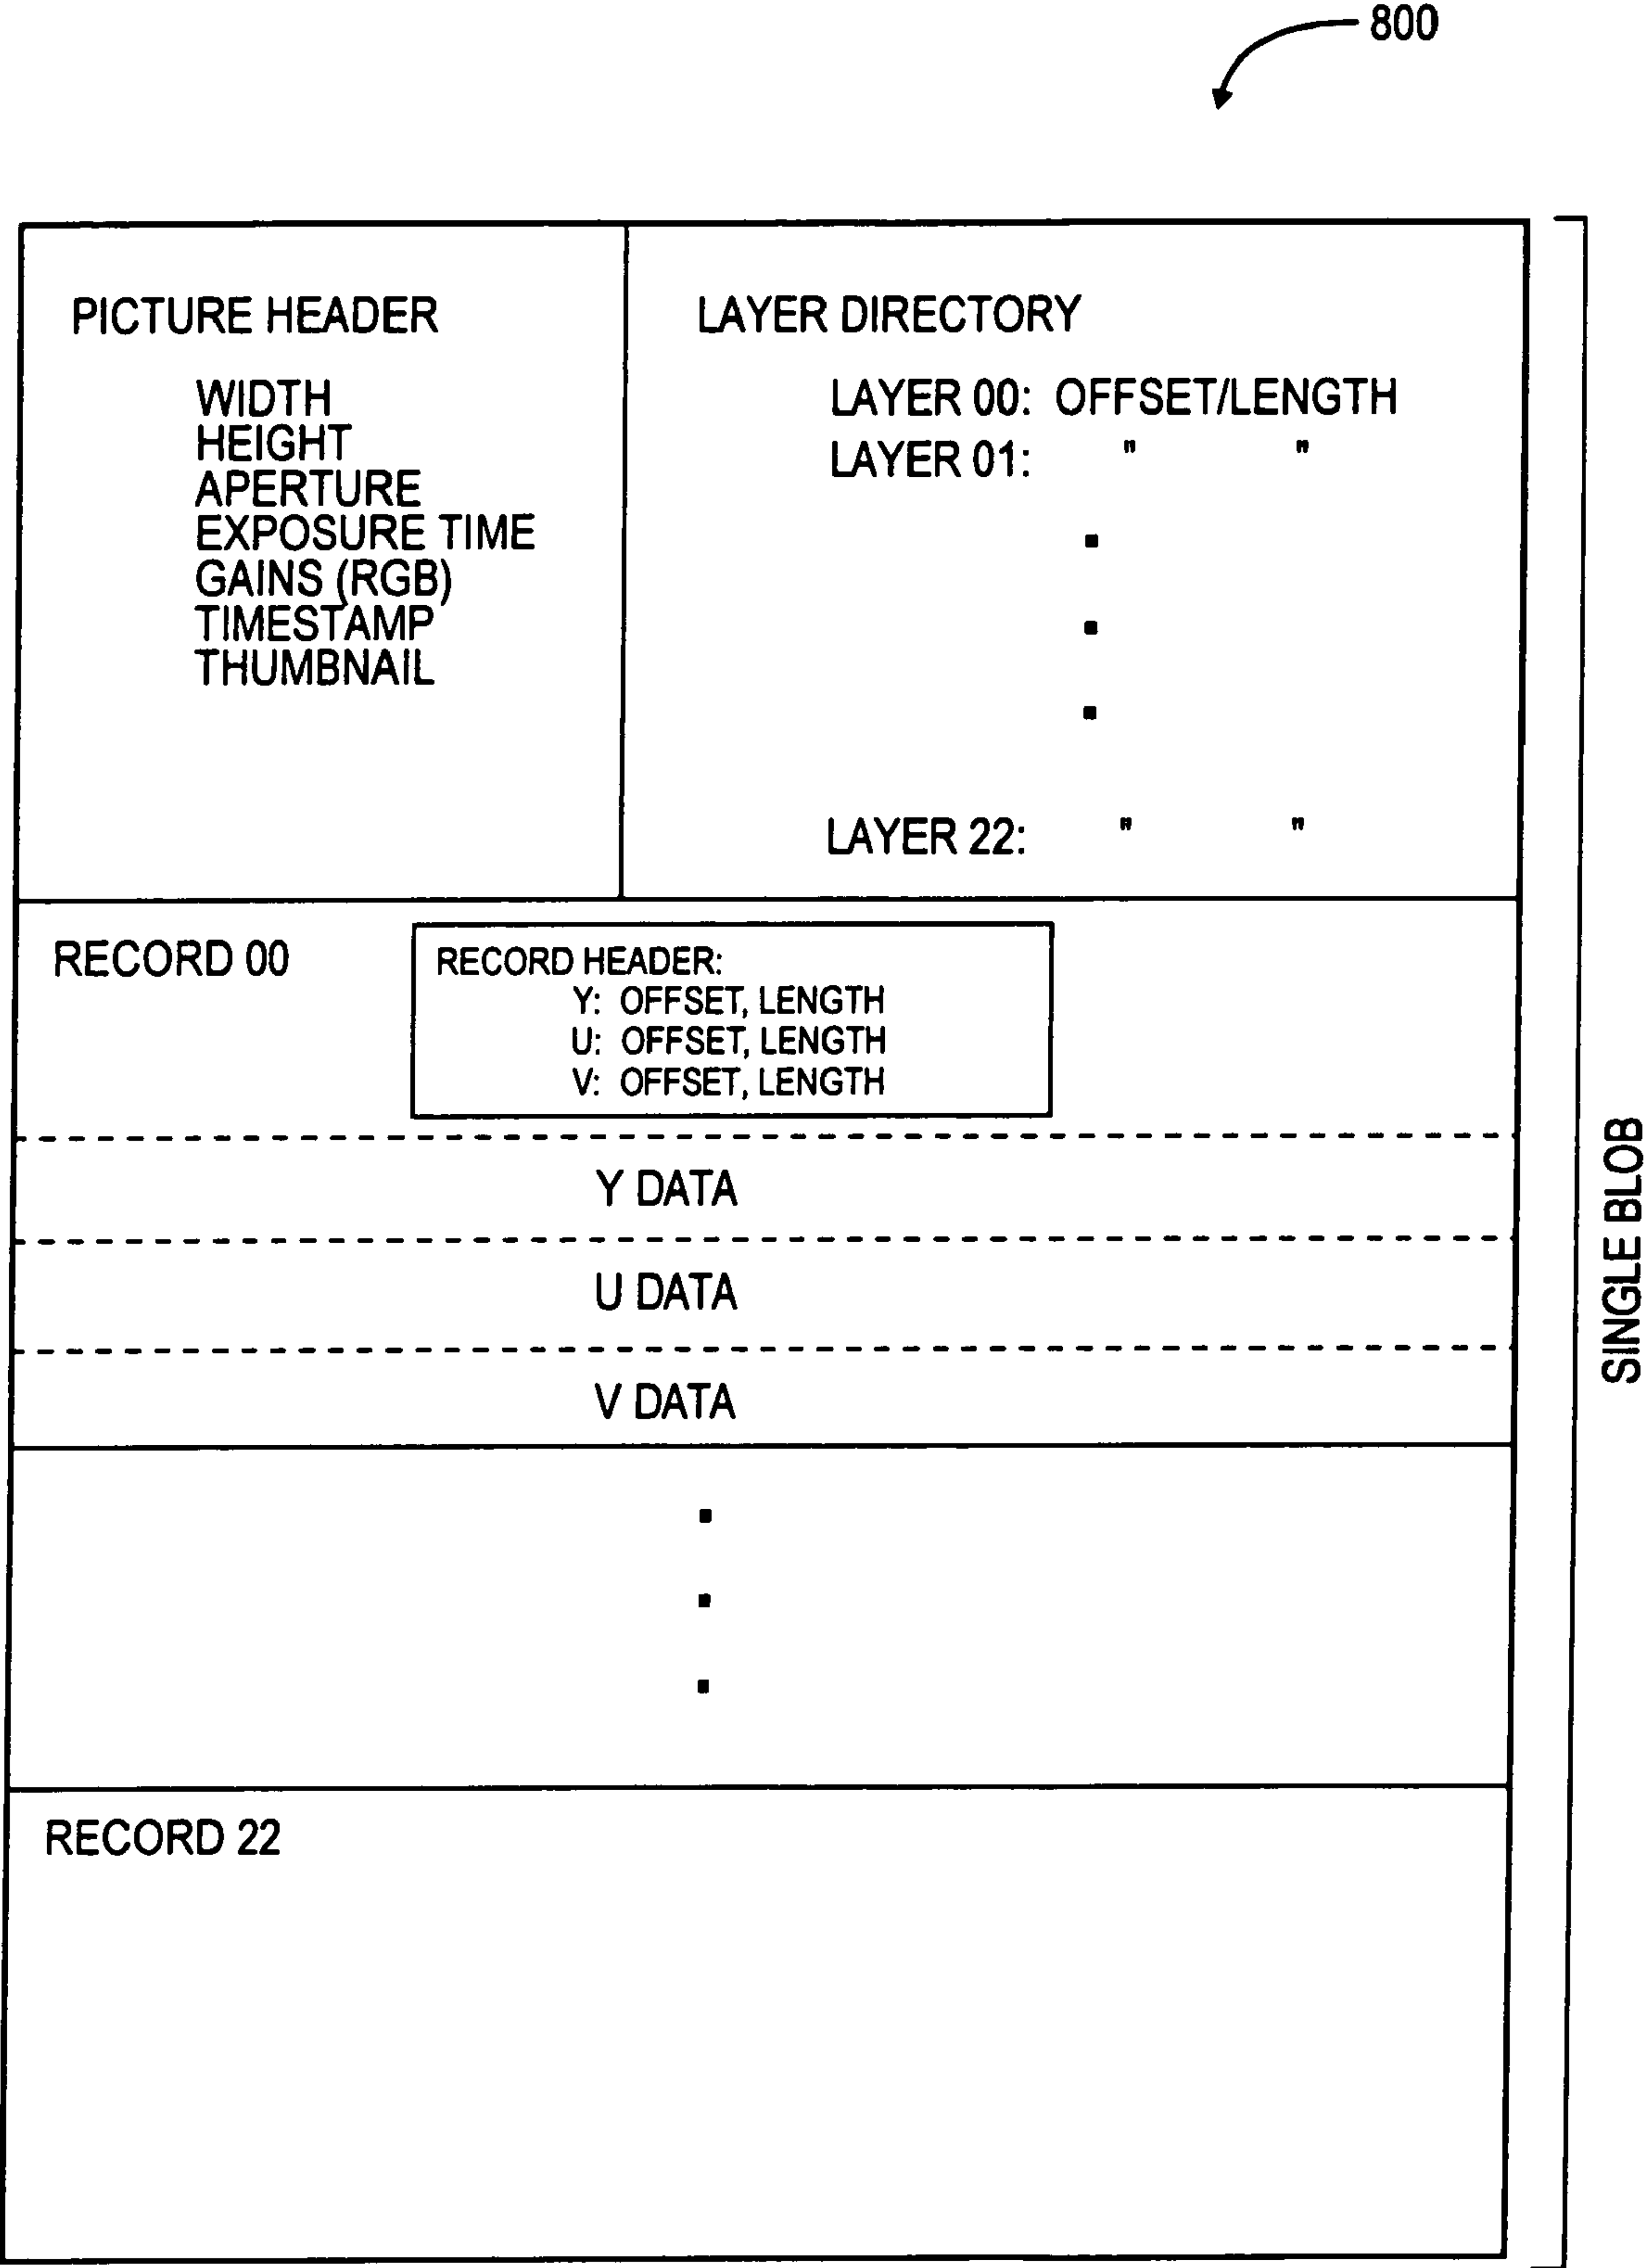 800
PICTURE HEADER
WIDTH
HEIGHT
APERTURE
EXPOSURE TIME
GAINS (RGB)
TIMESTAMP
THUMBNAIL
LAYER DIRECTORY
LAYER 00: OFFSET/LENGTH
LAYER 01: " "
LAYER 22: " "
RECORD 00
RECORD HEADER:
Y: OFFSET, LENGTH
U: OFFSET, LENGTH
V: OFFSET, LENGTH
Y DATA
U DATA
V DATA
RECORD 22
SINGLE BLOB